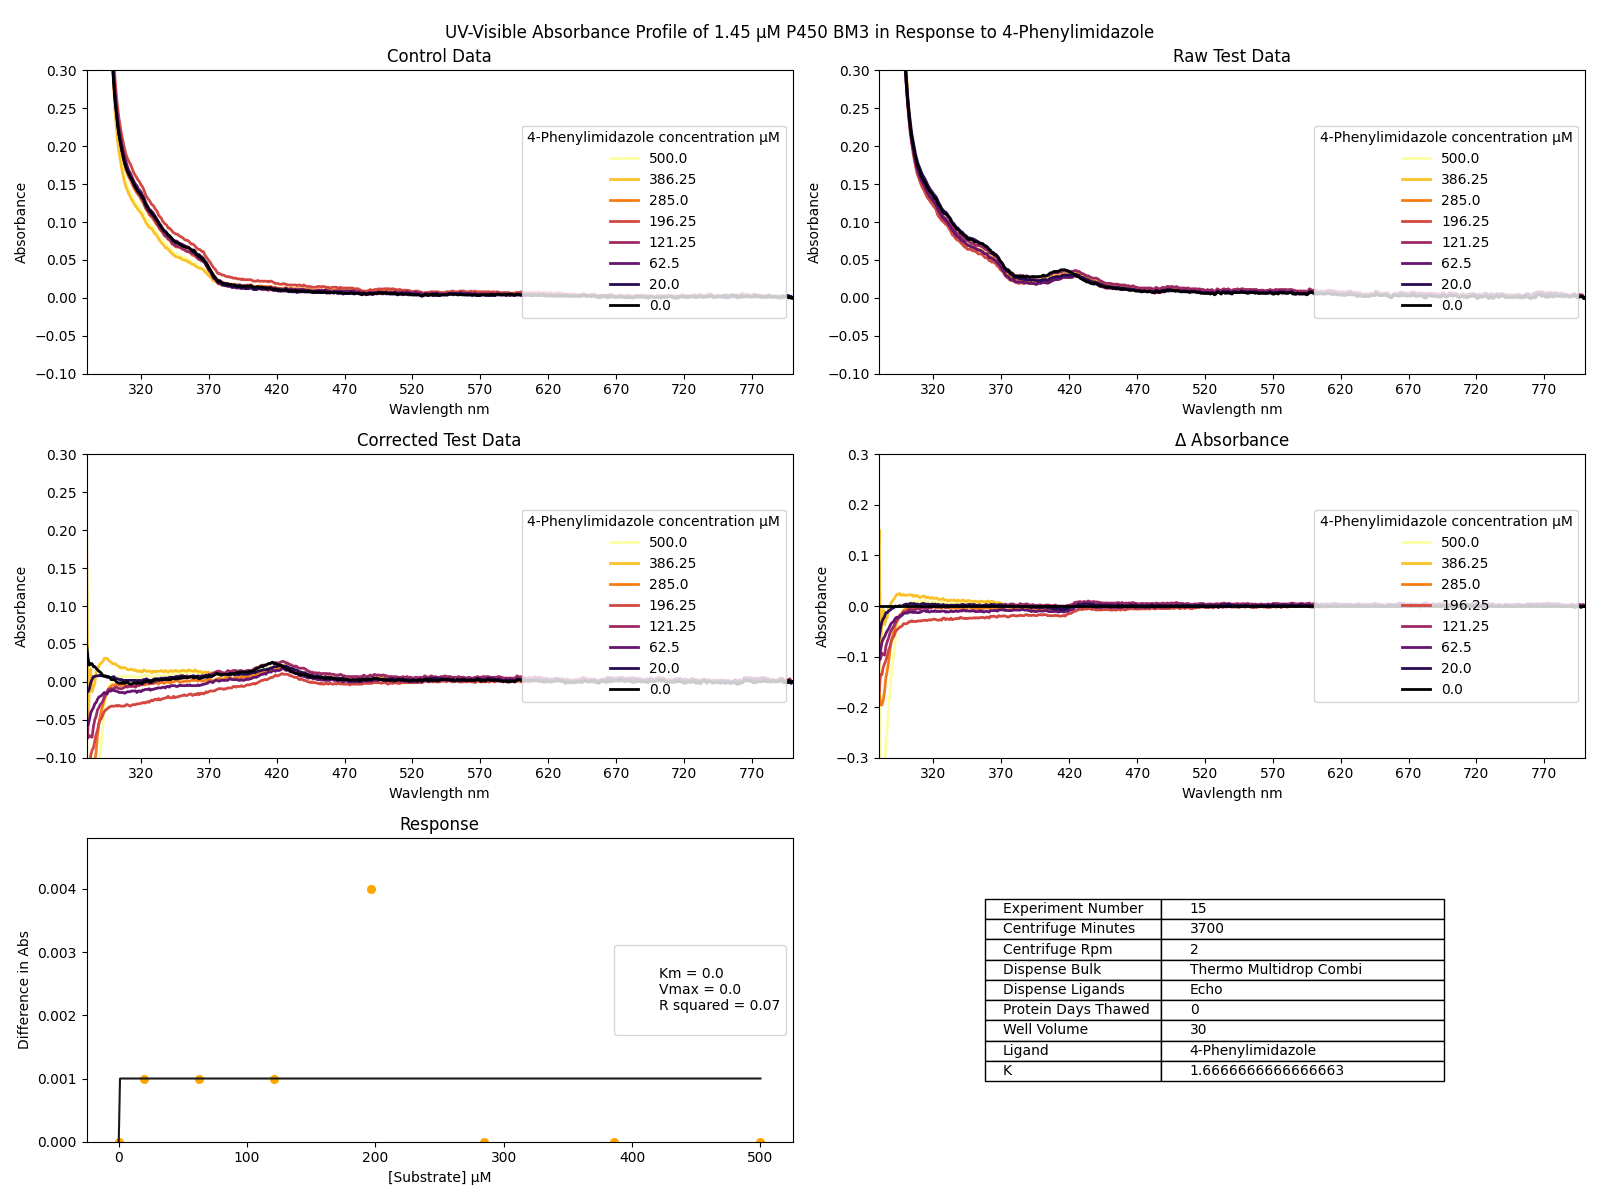 UV-Visible Absorbance Profile of 1.45 µM P450 BM3 in Response to 4-Phenylimidazole
Control Data
0.30
0.25
0.20
0.15
0.10
0.05
0.00
−0.05
−0.10
Absorbance
320 370 420 470 520 570 620 670 720 770
Wavlength nm
4-Phenylimidazole concentration µM
500.0
386.25
285.0
196.25
121.25
62.5
20.0
0.0
Raw Test Data
0.30
0.25
0.20
0.15
0.10
0.05
0.00
−0.05
−0.10
Absorbance
320 370 420 470 520 570 620 670 720 770
Wavlength nm
4-Phenylimidazole concentration µM
500.0
386.25
285.0
196.25
121.25
62.5
20.0
0.0
Corrected Test Data
0.30
0.25
0.20
0.15
0.10
0.05
0.00
−0.05
−0.10
Absorbance
320 370 420 470 520 570 620 670 720 770
Wavlength nm
4-Phenylimidazole concentration µM
500.0
386.25
285.0
196.25
121.25
62.5
20.0
0.0
Δ Absorbance
0.3
0.2
0.1
0.0
−0.1
−0.2
−0.3
Absorbance
320 370 420 470 520 570 620 670 720 770
Wavlength nm
4-Phenylimidazole concentration µM
500.0
386.25
285.0
196.25
121.25
62.5
20.0
0.0
Response
0.004
0.003
0.002
0.001
0.000
Difference in Abs
0 100 200 300 400 500
[Substrate] µM
Km = 0.0
Vmax = 0.0
R squared = 0.07
Experiment Number 15
Centrifuge Minutes 3700
Centrifuge Rpm 2
Dispense Bulk Thermo Multidrop Combi
Dispense Ligands Echo
Protein Days Thawed 0
Well Volume 30
Ligand 4-Phenylimidazole
K 1.6666666666666663